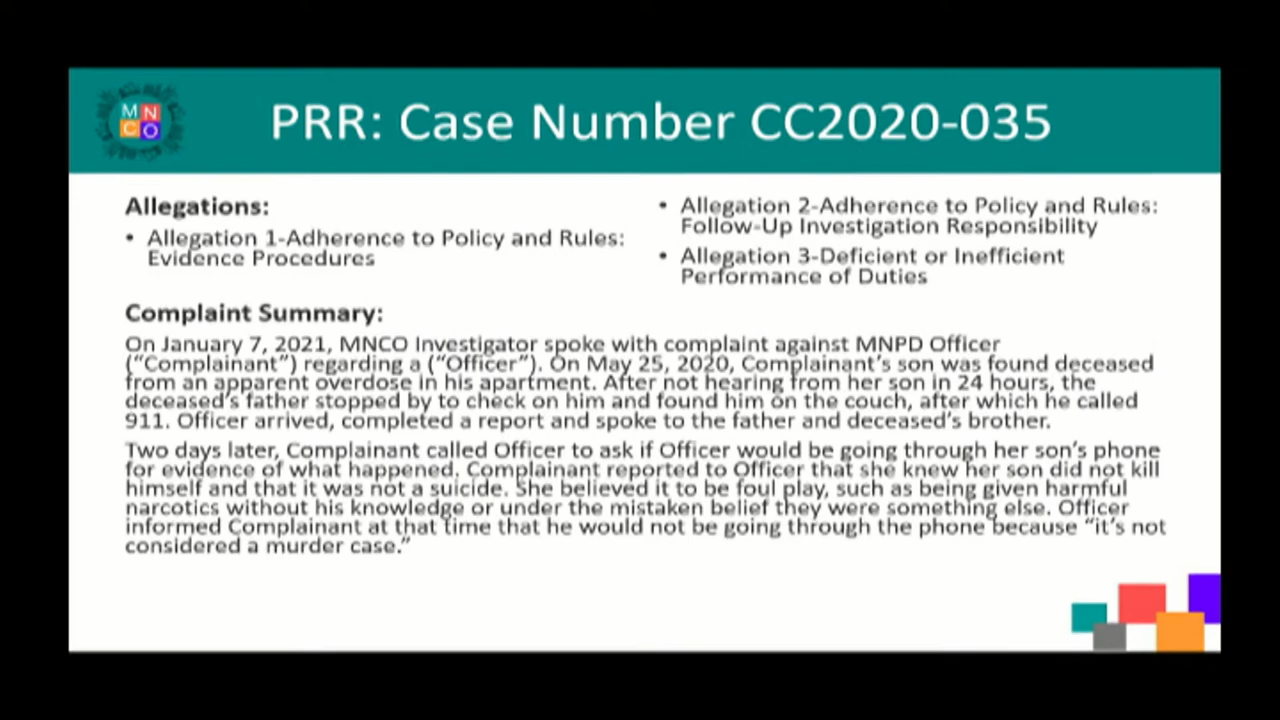 MN
CO
PRR: Case Number CC2020-035
Allegations:
• Allegation 1-Adherence to Policy and Rules:
Evidence Procedures
• Allegation 2-Adherence to Policy and Rules:
Follow-Up Investigation Responsibility
• Allegation 3-Deficient or Inefficient
Performance of Duties
Complaint Summary:
On January 7, 2021, MNCO Investigator spoke with complaint against MNPD Officer
(“Complainant”) regarding a (“Officer”). On May 25, 2020, Complainant’s son was found deceased
from an apparent overdose in his apartment. After not hearing from her son in 24 hours, the
deceased’s father stopped by to check on him and found him on the couch, after which he called
911. Officer arrived, completed a report and spoke to the father and deceased’s brother.
Two days later, Complainant called Officer to ask if Officer would be going through her son’s phone
for evidence of what happened. Complainant reported to Officer that she knew her son did not kill
himself and that it was not a suicide. She believed it to be foul play, such as being given harmful
narcotics without his knowledge or under the mistaken belief they were something else. Officer
informed Complainant at that time that he would not be going through the phone because “it’s not
considered a murder case.”